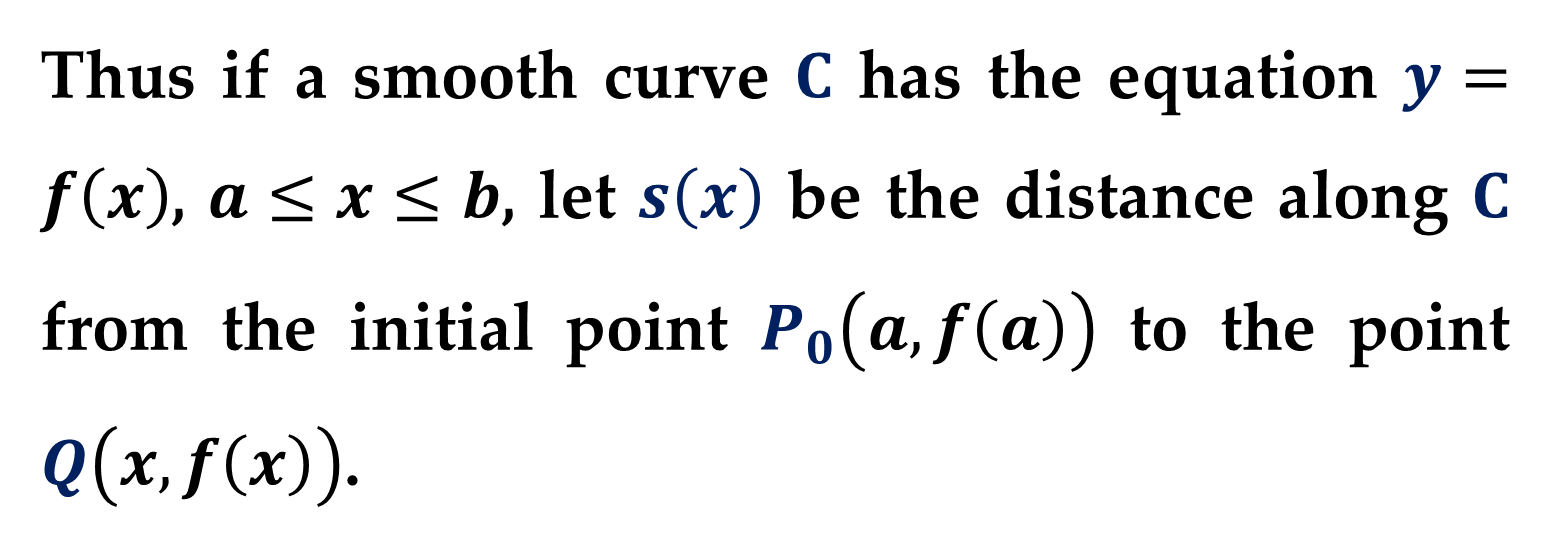 Thus if a smooth curve C has the equation y =
f(x), a ≤ x ≤ b, let s(x) be the distance along C
from the initial point P₀(a, f(a)) to the point
Q(x, f(x)).